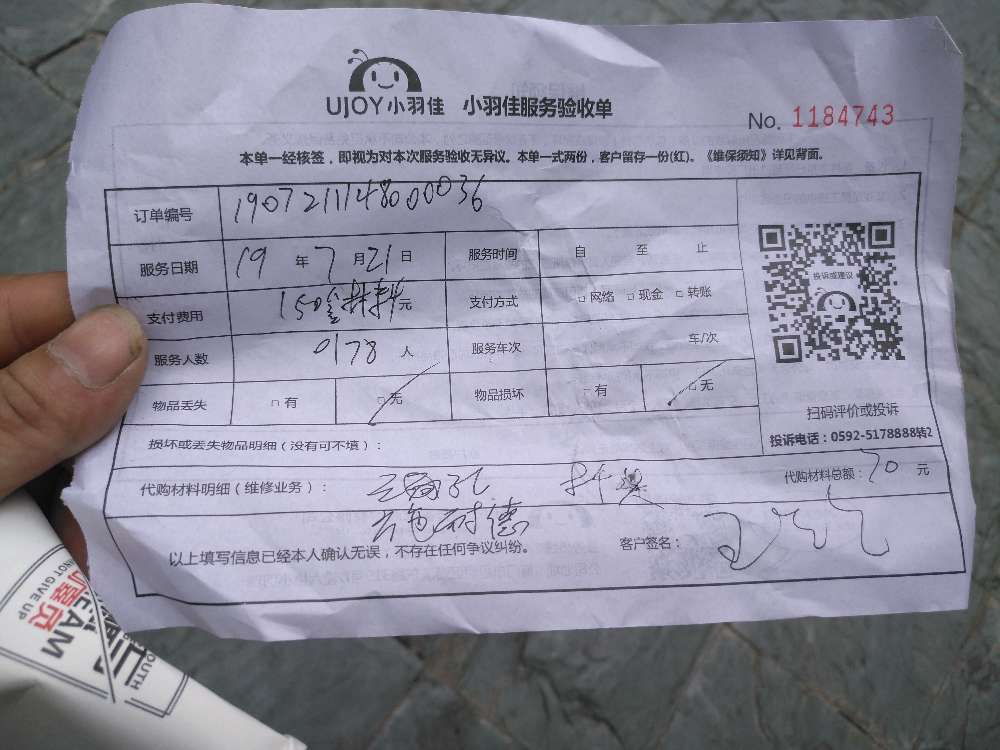 UJOY小羽佳 小羽佳服务验收单
No. 1184743
本单一经核签，即视为对本次服务验收无异议。本单一式两份，客户留存一份(红)。《维保须知》详见背面。
订单编号 1907211148000036
服务日期 19 年 7 月 21 日 服务时间 自 至 止
支付费用 150 元 支付方式 □网络 □现金 □转账
服务人数 0178 人 服务车次 车/次
物品丢失 □有 □无 物品损坏 □有 □无
投诉或建议
扫码评价或投诉
投诉电话：0592-5178888转2
损坏或丢失物品明细（没有可不填）：
代购材料明细（维修业务）： 代购材料总额：70 元
以上填写信息已经本人确认无误，不存在任何争议纠纷。 客户签名：
NOT GIVE UP